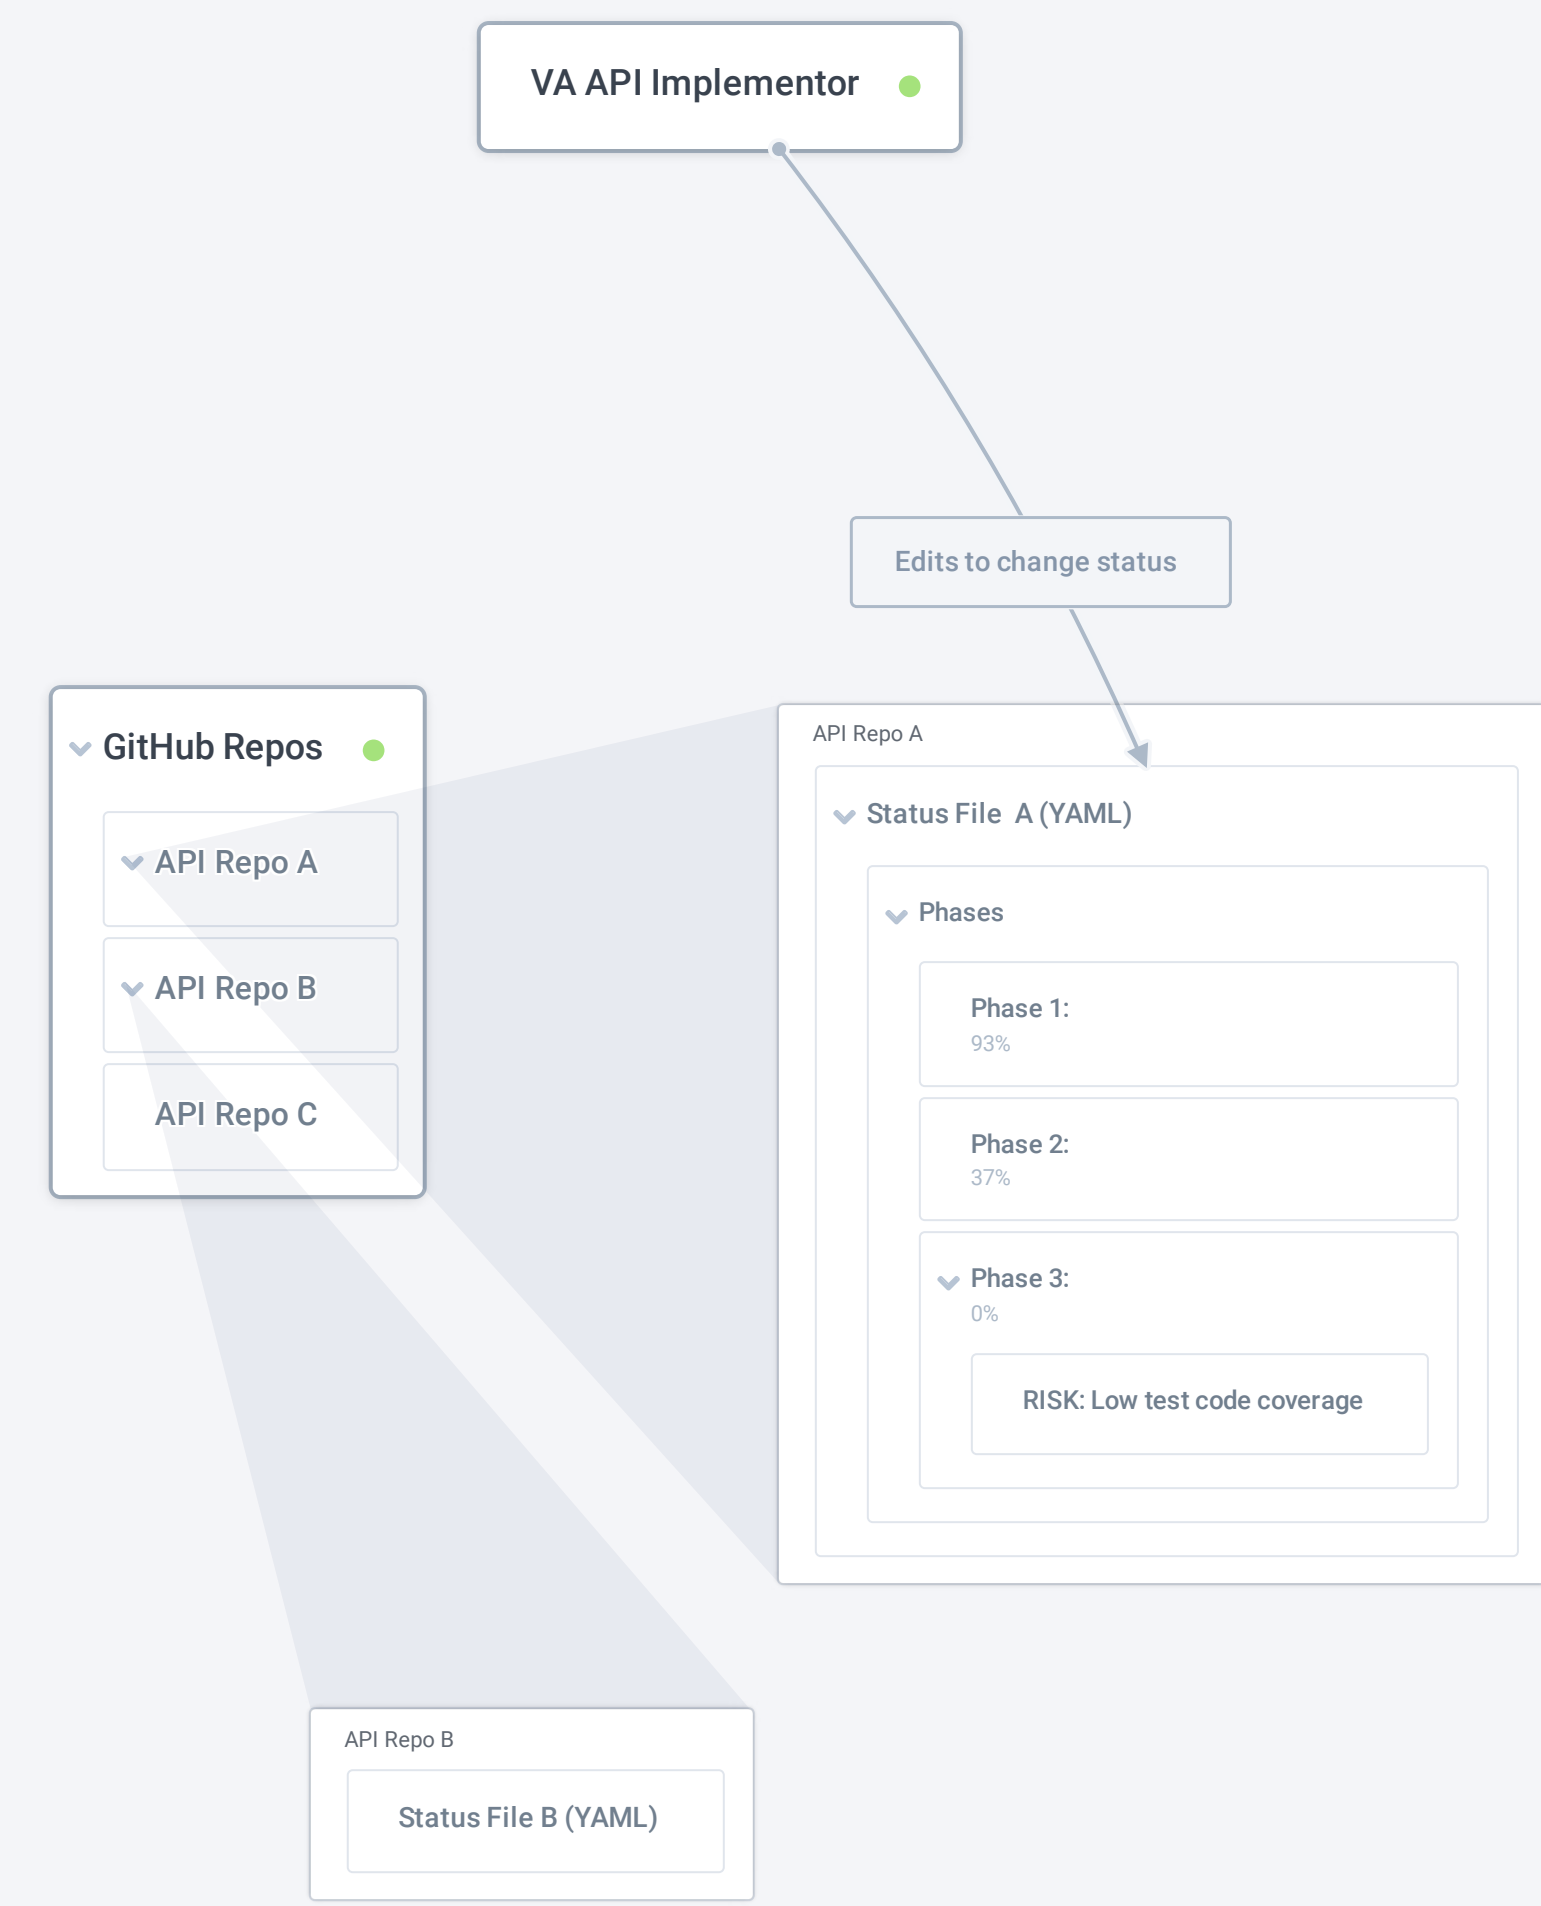 VA API Implementor
Edits to change status
GitHub Repos
API Repo A
API Repo B
API Repo C
API Repo A
Status File  A (YAML)
Phases
Phase 1:
93%
Phase 2:
37%
Phase 3:
0%
RISK: Low test code coverage
API Repo B
Status File B (YAML)